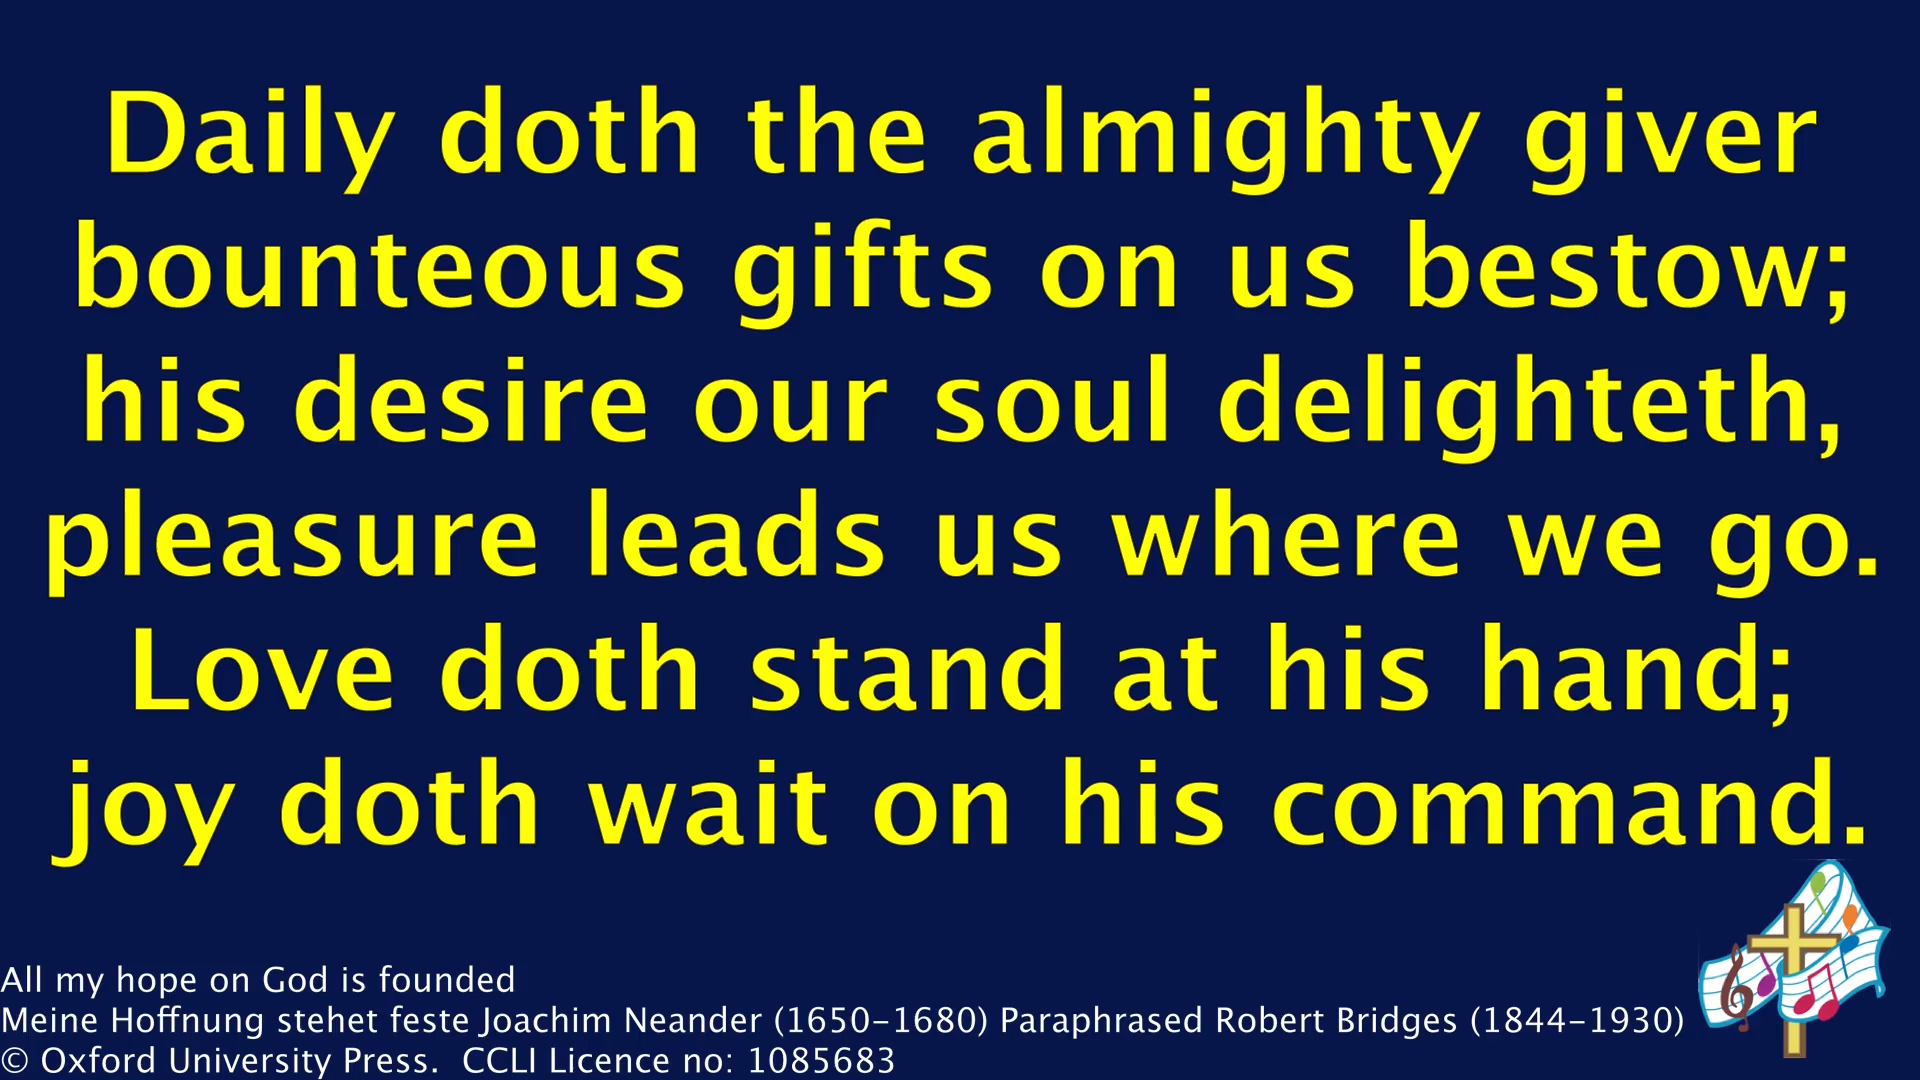 Daily doth the almighty giver
bounteous gifts on us bestow;
his desire our soul delighteth,
pleasure leads us where we go.
Love doth stand at his hand;
joy doth wait on his command.
All my hope on God is founded
Meine Hoffnung stehet feste Joachim Neander (1650–1680) Paraphrased Robert Bridges (1844–1930)
© Oxford University Press.  CCLI Licence no: 1085683